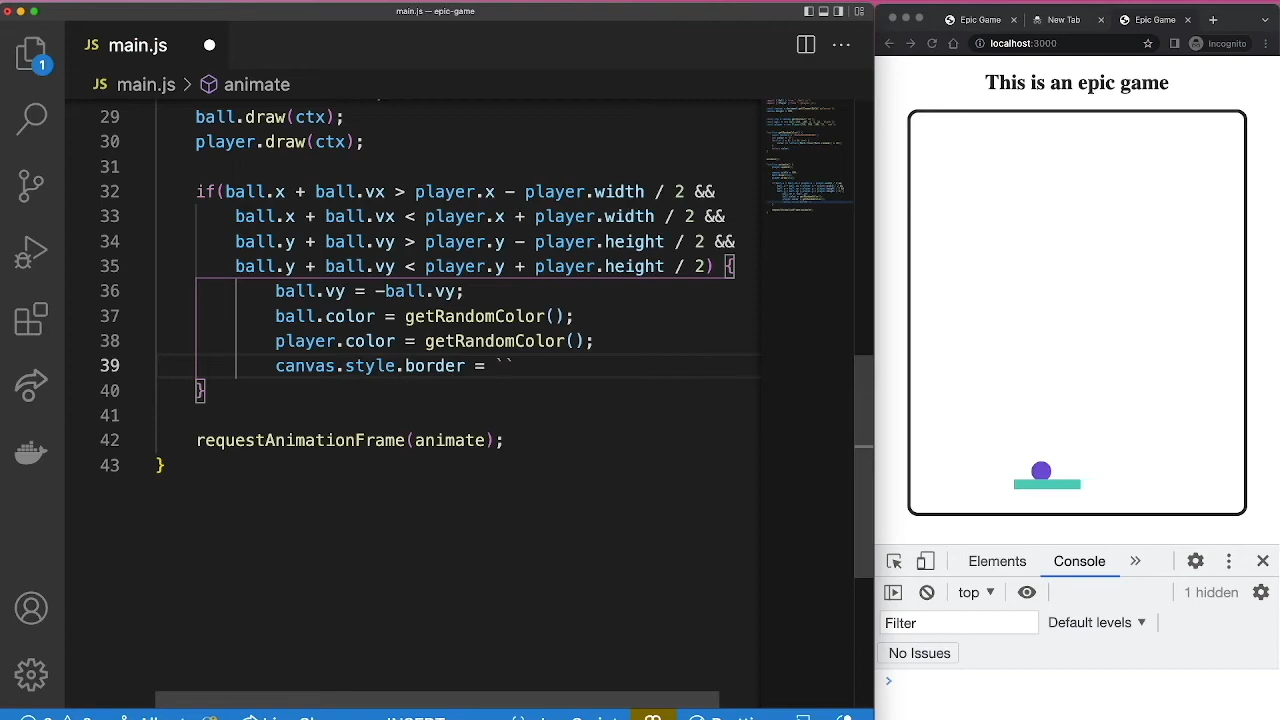 main.js — epic-game
JS main.js
JS main.js > animate
29 ball.draw(ctx);
30 player.draw(ctx);
31
32 if(ball.x + ball.vx > player.x - player.width / 2 &&
33 ball.x + ball.vx < player.x + player.width / 2 &&
34 ball.y + ball.vy > player.y - player.height / 2 &&
35 ball.y + ball.vy < player.y + player.height / 2) {
36 ball.vy = -ball.vy;
37 ball.color = getRandomColor();
38 player.color = getRandomColor();
39 canvas.style.border = ``
40 }
41
42 requestAnimationFrame(animate);
43 }
1
Epic Game
New Tab
Epic Game
localhost:3000
Incognito
This is an epic game
Elements
Console
top
1 hidden
Filter
Default levels
No Issues